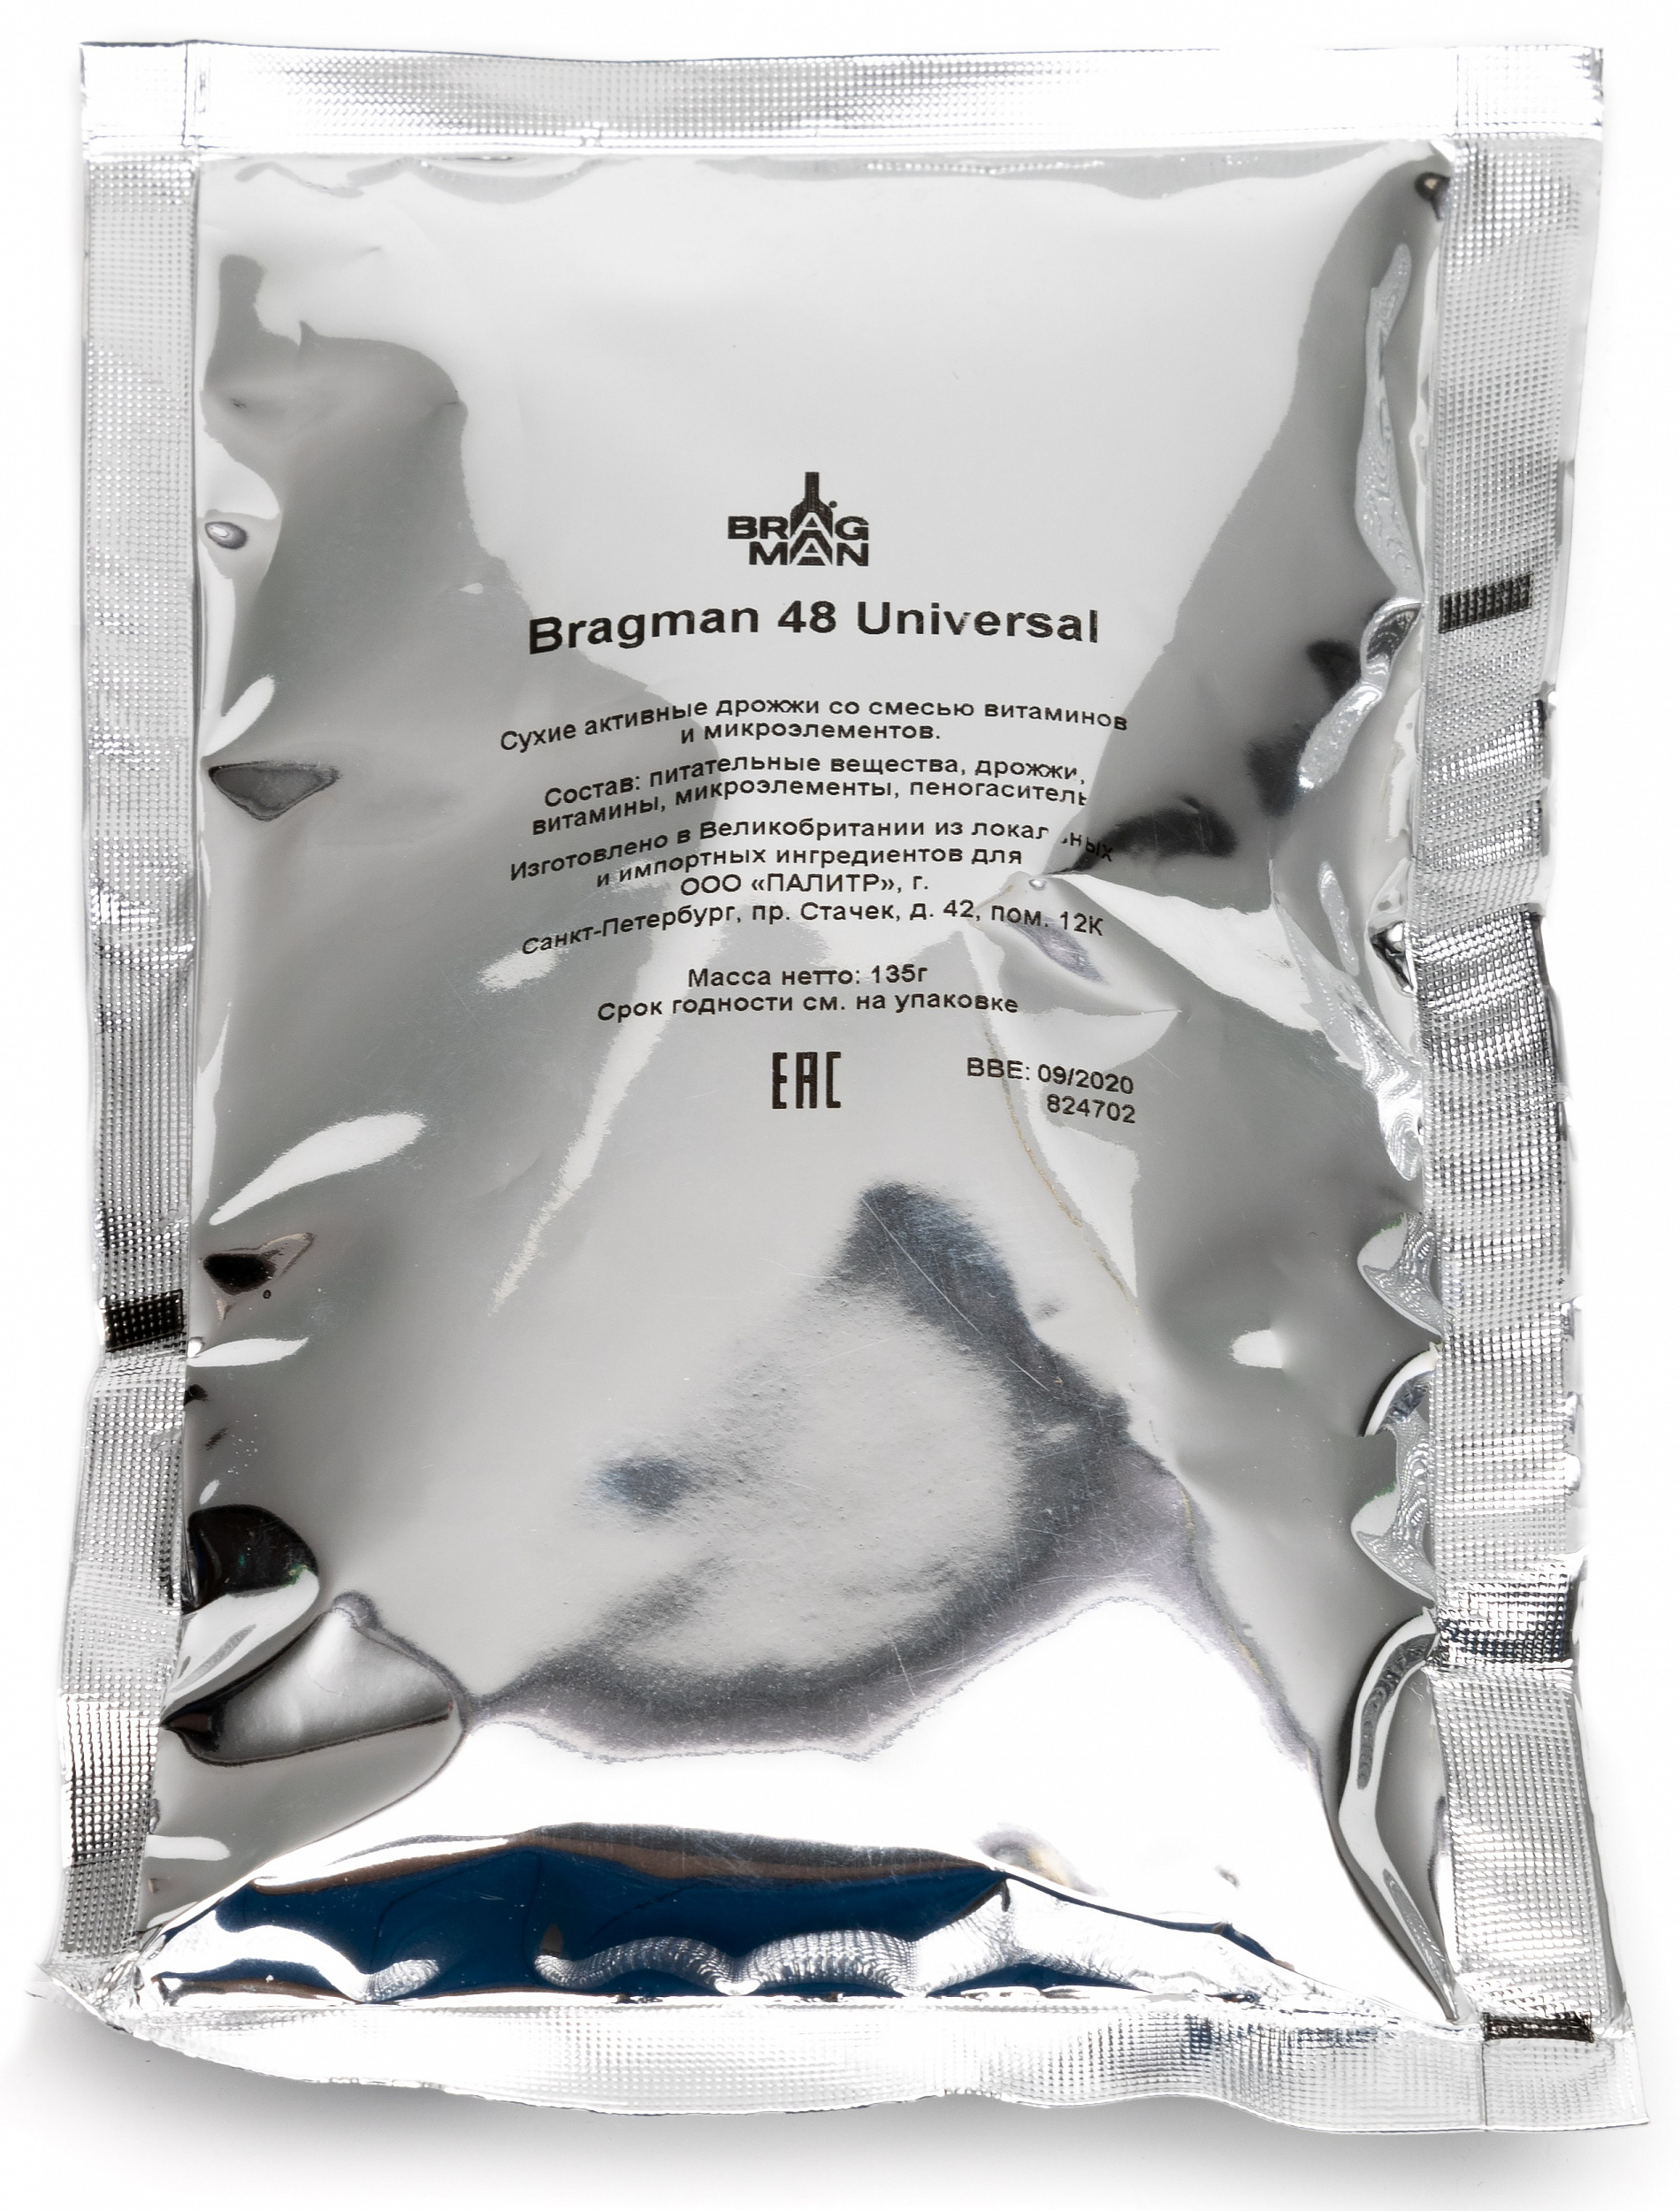 BRAG
MAN
Bragman 48 Universal
Сухие активные дрожжи со смесью витаминов
и микроэлементов.
Состав: питательные вещества, дрожжи,
витамины, микроэлементы, пеногаситель
Изготовлено в Великобритании из
и импортных ингредиентов для
ООО «ПАЛИТР», г.
Санкт-Петербург, пр. Стачек, д. 42, пом. 12К
Масса нетто: 135г
Срок годности см. на упаковке
EAC
BBE: 09/2020
824702